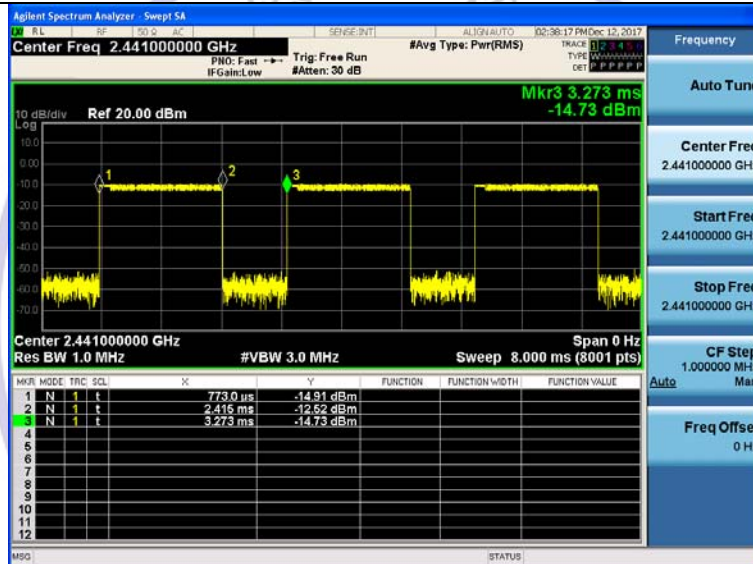 Agilent Spectrum Analyzer - Swept SA
RL RF 50 Ω AC SENSE:INT ALIGN AUTO 02:38:17 PM Dec 12, 2017
Center Freq 2.441000000 GHz #Avg Type: Pwr(RMS) TRACE 1 2 3 4 5 6
PNO: Fast Trig: Free Run TYPE
IFGain:Low #Atten: 30 dB DET P P P P P P
Mkr3 3.273 ms
10 dB/div Ref 20.00 dBm -14.73 dBm
Log
10.0
0.00
-10.0
-20.0
-30.0
-40.0
-50.0
-60.0
-70.0
1
2
3
Center 2.441000000 GHz Span 0 Hz
Res BW 1.0 MHz #VBW 3.0 MHz Sweep 8.000 ms (8001 pts)
MKR MODE TRC SCL X Y FUNCTION FUNCTION WIDTH FUNCTION VALUE
1 N 1 t 773.0 us -14.91 dBm
2 N 1 t 2.415 ms -12.52 dBm
3 N 1 t 3.273 ms -14.73 dBm
4
5
6
7
8
9
10
11
12
MSG STATUS
Frequency
Auto Tun
Center Fre
2.441000000 GH
Start Fre
2.441000000 GH
Stop Fre
2.441000000 GH
CF Ste
1.000000 MH
Auto Ma
Freq Offse
0 H